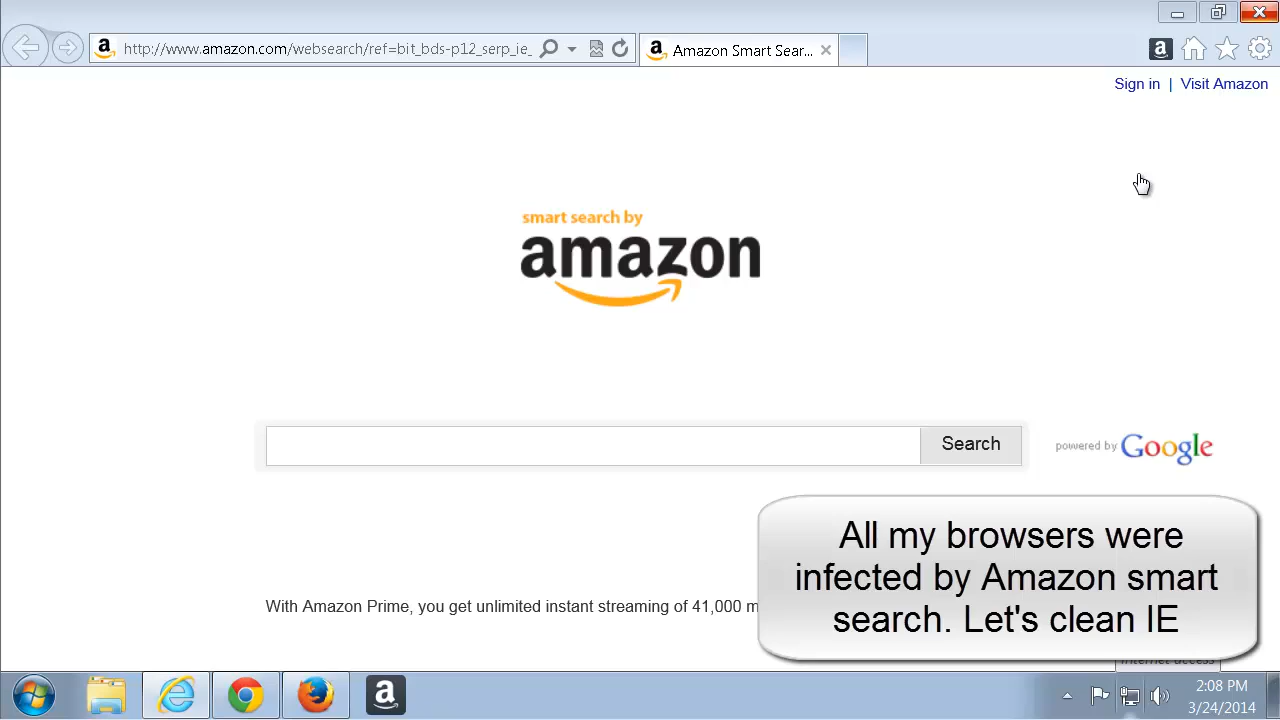 http://www.amazon.com/websearch/ref=bit_bds-p12_serp_ie_
Amazon Smart Sear...
Sign in | Visit Amazon
smart search by
amazon
Search
powered by Google
With Amazon Prime, you get unlimited instant streaming of 41,000 m
All my browsers were
infected by Amazon smart
search. Let's clean IE
Internet access
2:08 PM
3/24/2014